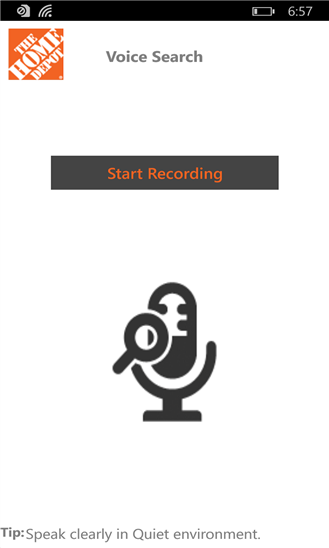 6:57
THE
HOME
DEPOT
Voice Search
Start Recording
Tip: Speak clearly in Quiet environment.